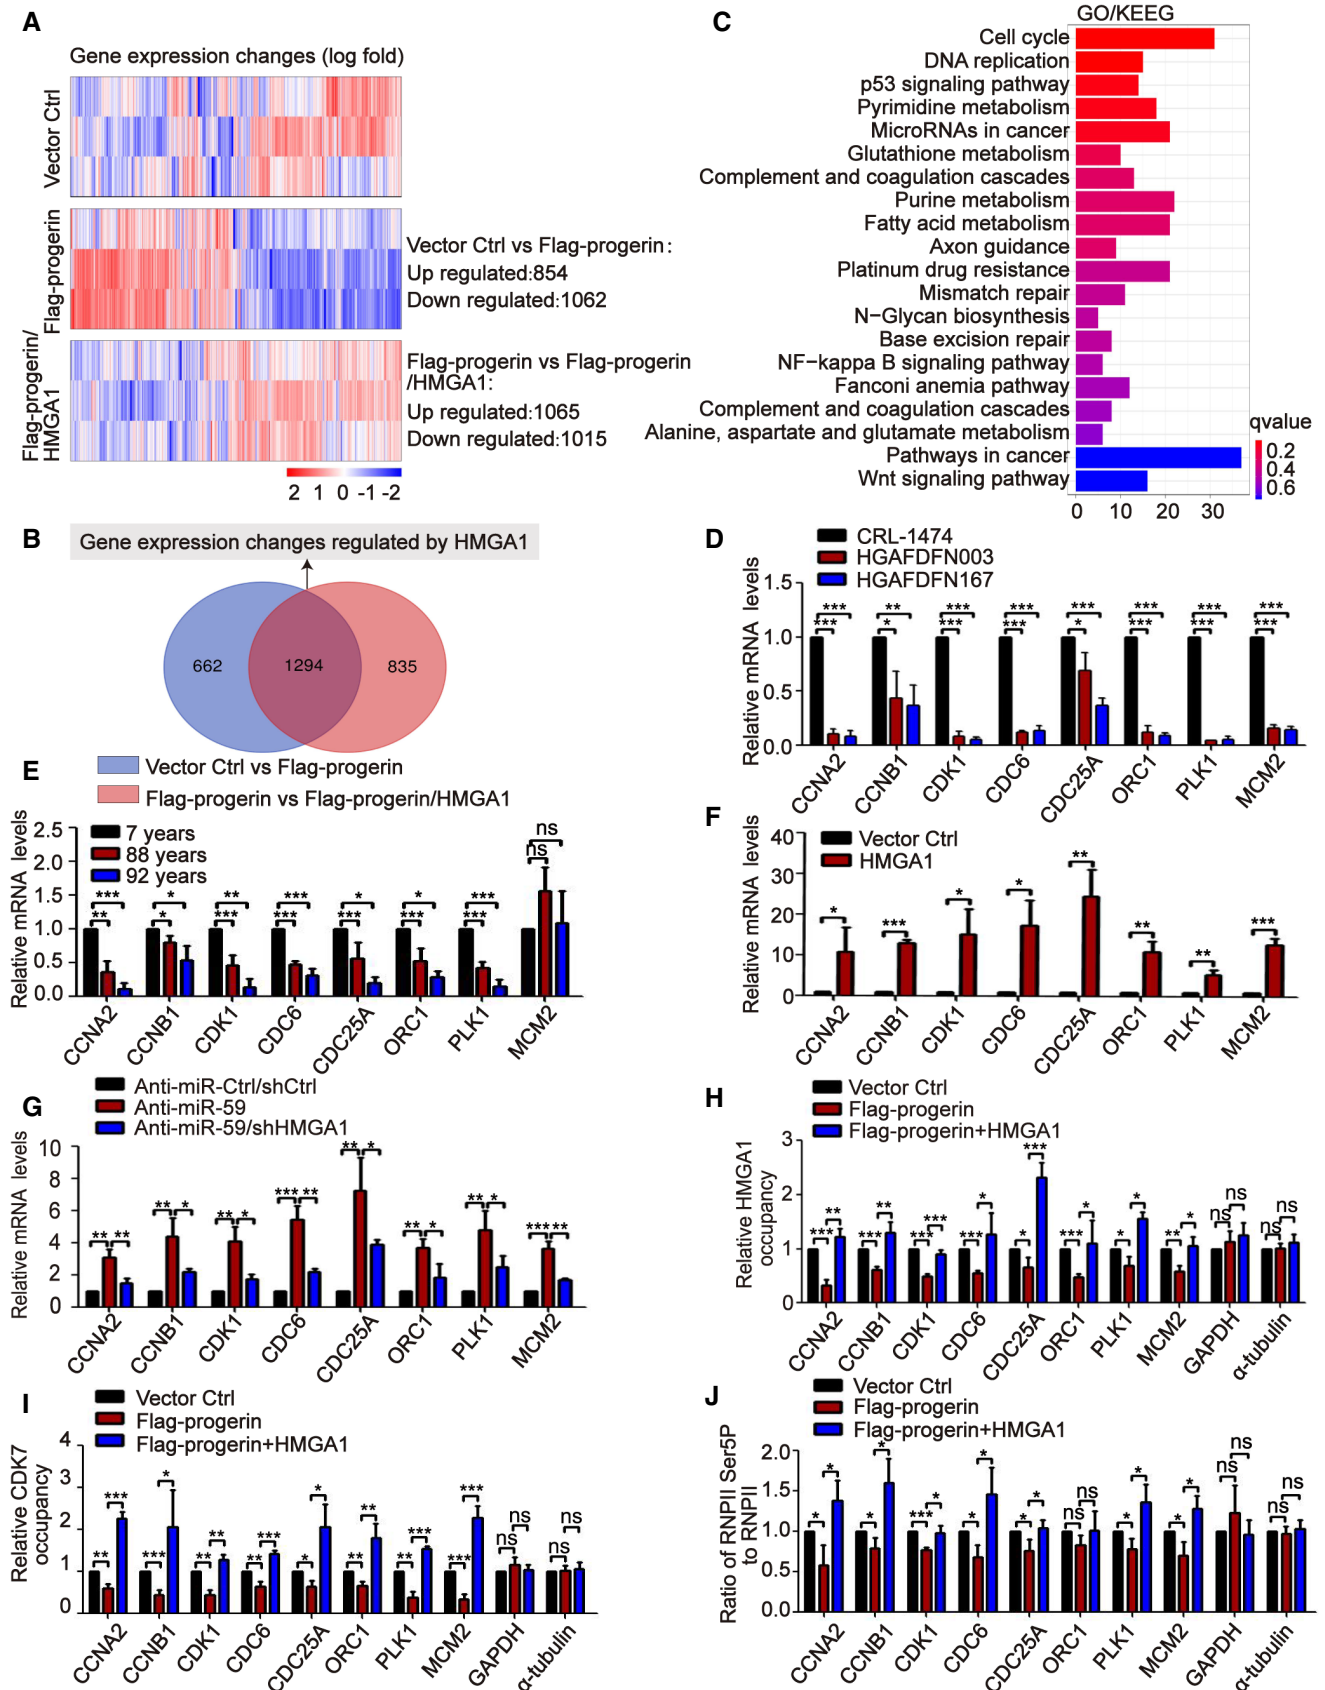 A
Gene expression changes (log fold)
Vector Ctrl
Flag-progerin
Flag-progerin/
HMGA1
Vector Ctrl vs Flag-progerin:
Up regulated:854
Down regulated:1062
Flag-progerin vs Flag-progerin
/HMGA1:
Up regulated:1065
Down regulated:1015
2 1 0 -1 -2
C
GO/KEEG
Cell cycle
DNA replication
p53 signaling pathway
Pyrimidine metabolism
MicroRNAs in cancer
Glutathione metabolism
Complement and coagulation cascades
Purine metabolism
Fatty acid metabolism
Axon guidance
Platinum drug resistance
Mismatch repair
N−Glycan biosynthesis
Base excision repair
NF−kappa B signaling pathway
Fanconi anemia pathway
Complement and coagulation cascades
Alanine, aspartate and glutamate metabolism
Pathways in cancer
Wnt signaling pathway
0 10 20 30
qvalue
0.2
0.4
0.6
B
Gene expression changes regulated by HMGA1
662 1294 835
Vector Ctrl vs Flag-progerin
Flag-progerin vs Flag-progerin/HMGA1
D
CRL-1474
HGAFDFN003
HGAFDFN167
Relative mRNA levels
1.5
1.0
0.5
0.0
*** ** *** *** *** *** *** ***
*** * *** *** * *** *** ***
CCNA2 CCNB1 CDK1 CDC6 CDC25A ORC1 PLK1 MCM2
E
7 years
88 years
92 years
Relative mRNA levels
2.5
2.0
1.5
1.0
0.5
0.0
*** * ** *** * * *** ns
** * *** *** *** *** *** ns
CCNA2 CCNB1 CDK1 CDC6 CDC25A ORC1 PLK1 MCM2
F
Vector Ctrl
HMGA1
Relative mRNA levels
40
30
20
10
0
* *** * * ** ** ** ***
CCNA2 CCNB1 CDK1 CDC6 CDC25A ORC1 PLK1 MCM2
G
Anti-miR-Ctrl/shCtrl
Anti-miR-59
Anti-miR-59/shHMGA1
Relative mRNA levels
10
8
6
4
2
0
** ** ** * ** * *** ** ** * ** * ** * *** **
CCNA2 CCNB1 CDK1 CDC6 CDC25A ORC1 PLK1 MCM2
H
Vector Ctrl
Flag-progerin
Flag-progerin+HMGA1
Relative HMGA1
occupancy
3
2
1
0
*** ** *** ** *** *** *** * * *** *** * * * ** * ns ns ns ns
CCNA2 CCNB1 CDK1 CDC6 CDC25A ORC1 PLK1 MCM2 GAPDH α-tubulin
I
Vector Ctrl
Flag-progerin
Flag-progerin+HMGA1
Relative CDK7
occupancy
4
3
2
1
0
** *** *** * ** ** ** *** * * ** ** ** *** *** *** ns ns ns ns
CCNA2 CCNB1 CDK1 CDC6 CDC25A ORC1 PLK1 MCM2 GAPDH α-tubulin
J
Vector Ctrl
Flag-progerin
Flag-progerin+HMGA1
Ratio of RNPII Ser5P
to RNPII
2.0
1.5
1.0
0.5
0.0
* * * * *** * * * * * ns ns * * * * ns ns ns ns
CCNA2 CCNB1 CDK1 CDC6 CDC25A ORC1 PLK1 MCM2 GAPDH α-tubulin